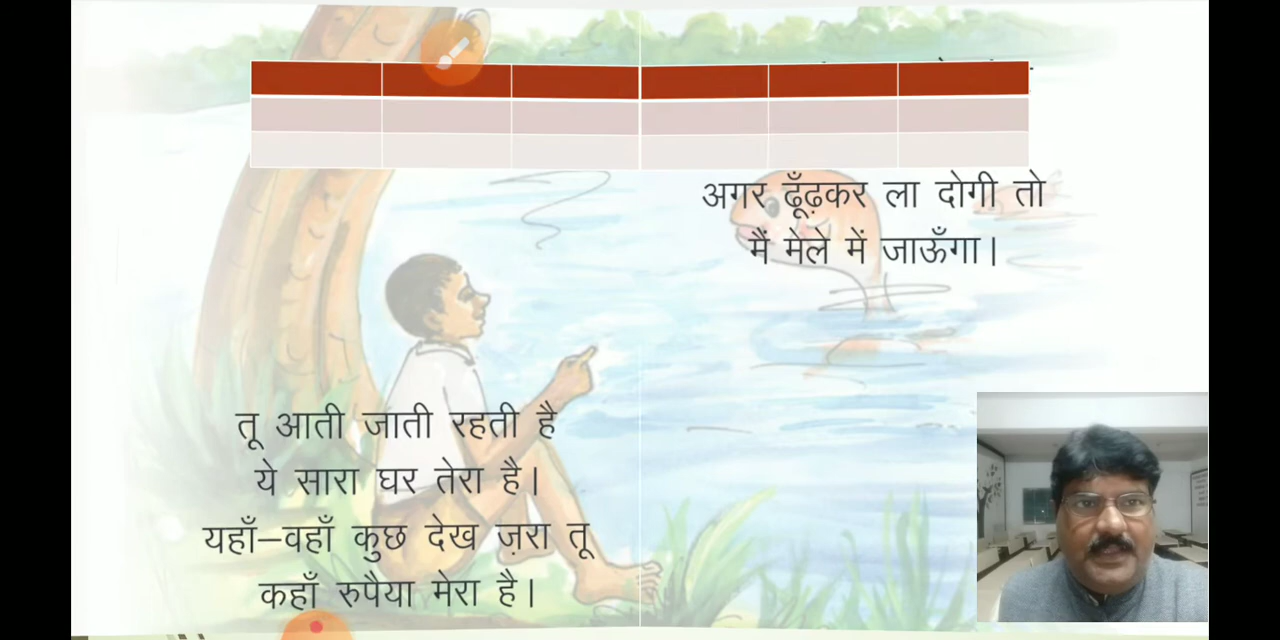 अगर ढूँढ़कर ला दोगी तो
मैं मेले में जाऊँगा।
तू आती जाती रहती है
ये सारा घर तेरा है।
यहाँ–वहाँ कुछ देख ज़रा तू
कहाँ रुपैया मेरा है।